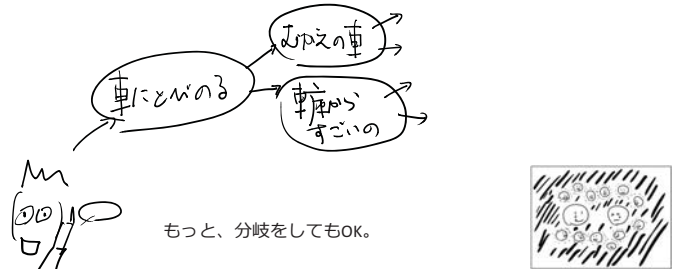 むかえの車
車にとびのる
車庫から
すごいの
もっと、分岐をしてもOK。